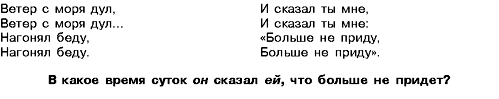 Ветер с моря дул,
Ветер с моря дул...
Нагонял беду,
Нагонял беду.
И сказал ты мне,
И сказал ты мне:
«Больше не приду,
Больше не приду».
В какое время суток он сказал ей, что больше не придет?